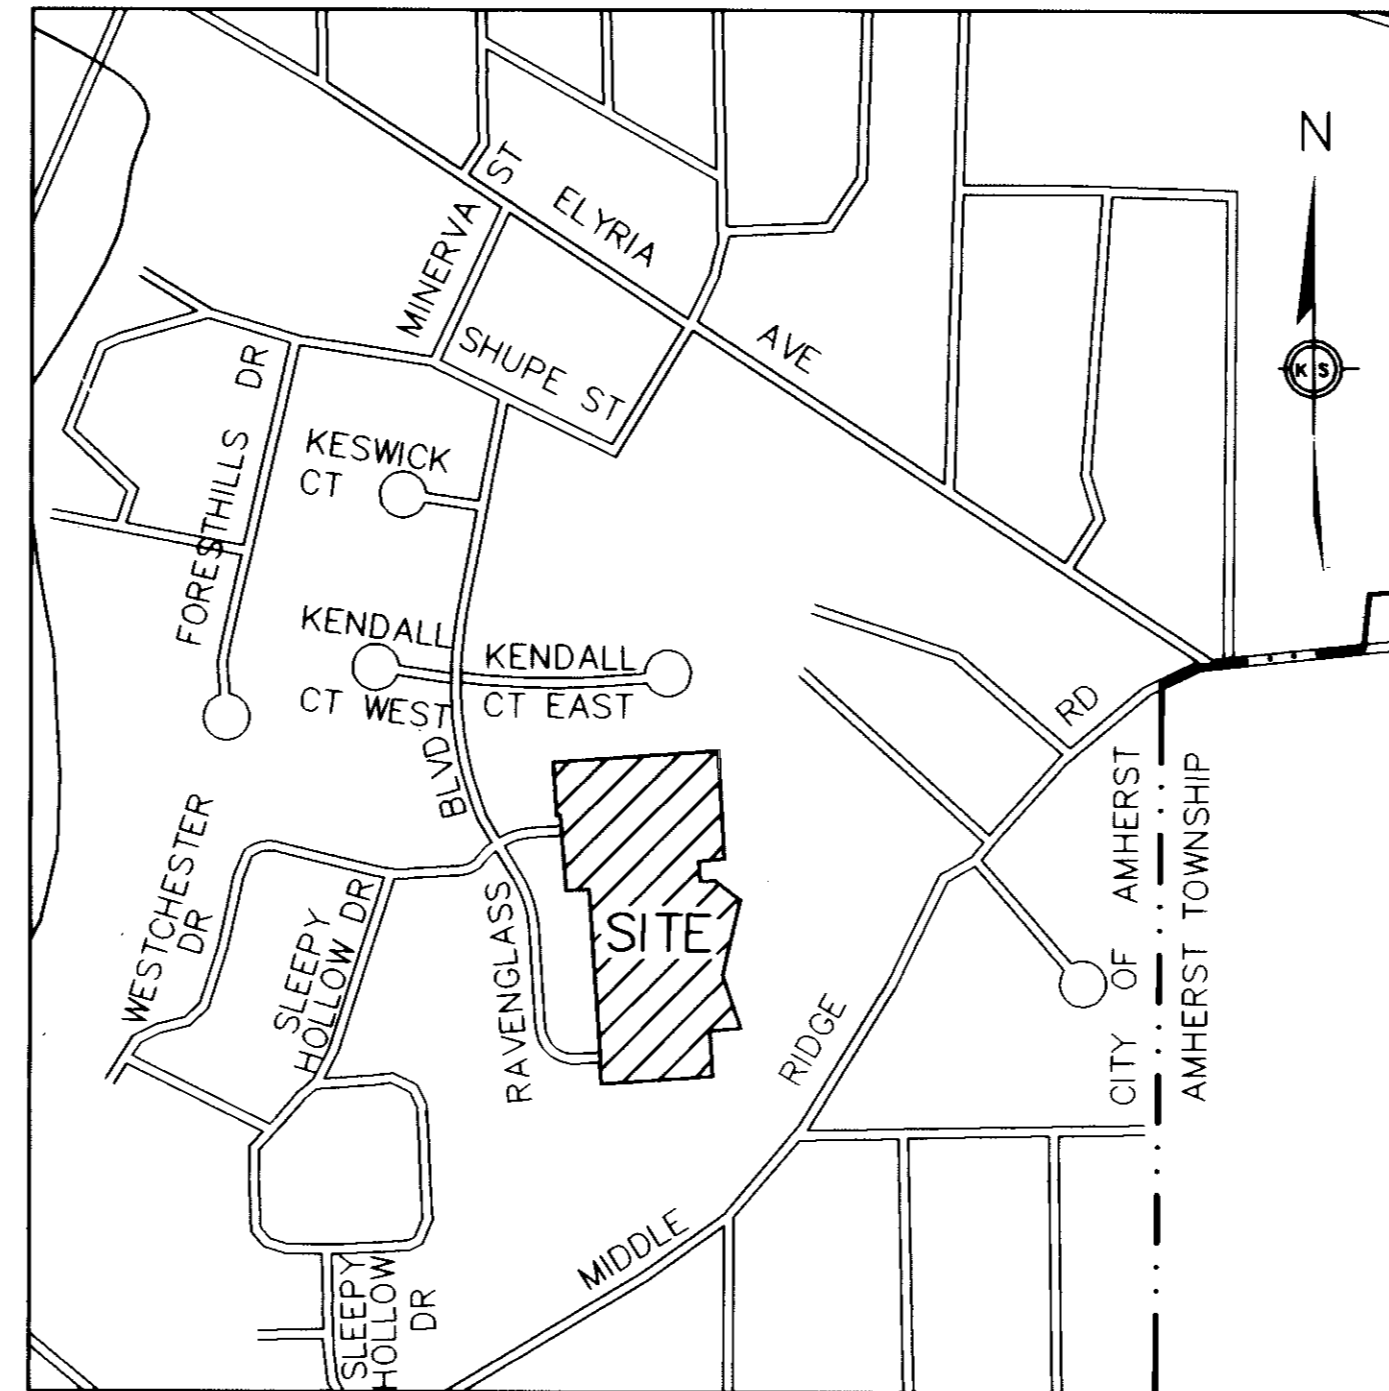 N
K S
MINERVA ST
ELYRIA AVE
SHUPE ST
FORESTHILLS DR
KESWICK
CT
KENDALL
CT WEST
KENDALL
CT EAST
RAVENGLASS BLVD
WESTCHESTER
DR
SLEEPY
HOLLOW DR
SITE
MIDDLE RIDGE RD
CITY OF AMHERST
AMHERST TOWNSHIP
SLEEPY
HOLLOW
DR